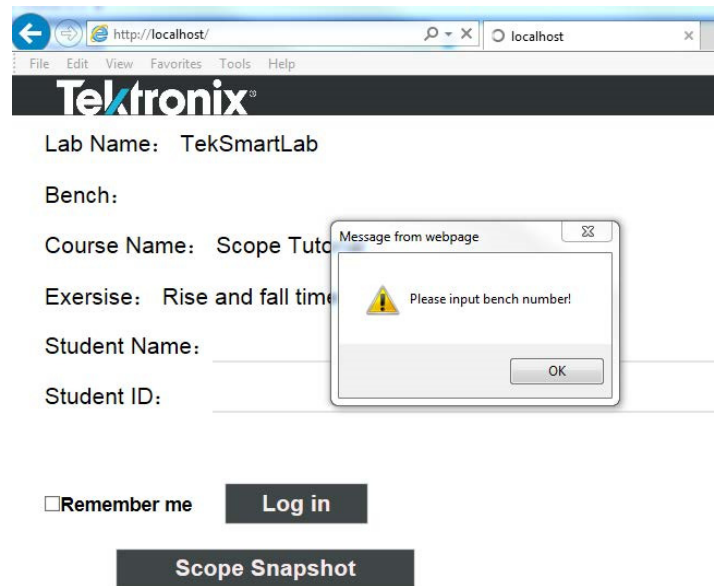 http://localhost/
localhost
File Edit View Favorites Tools Help
Tektronix®
Lab Name： TekSmartLab
Bench：
Course Name： Scope Tuto
Message from webpage
Exersise： Rise and fall time
Please input bench number!
Student Name：
OK
Student ID：
Remember me
Log in
Scope Snapshot